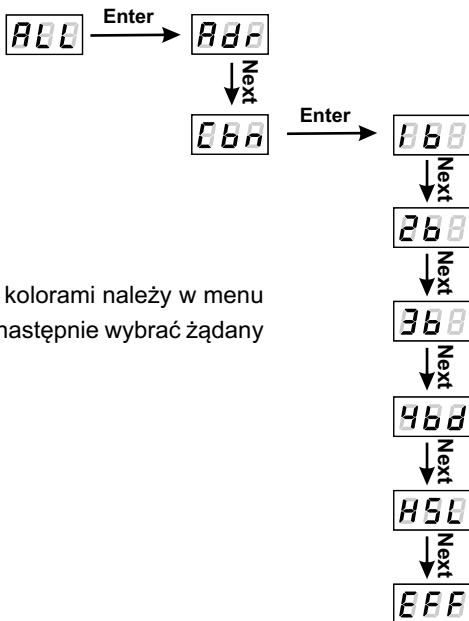 ALL
Enter
Adr
Next
Cbn
Enter
1b
Next
2b
Next
kolorami należy w menu
następnie wybrać żądany
3b
Next
4bd
Next
HSL
Next
EFF